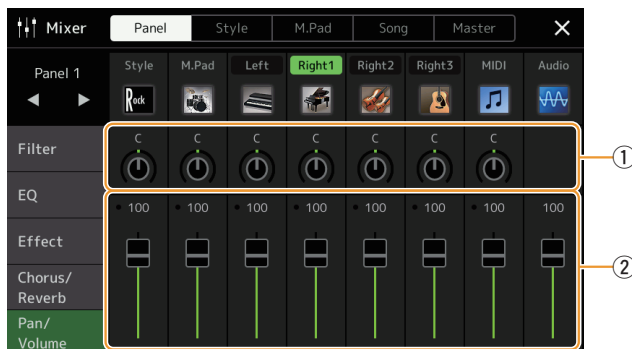 Mixer
Panel Style M.Pad Song Master
Panel 1
Style M.Pad Left Right1 Right2 Right3 MIDI Audio
Rock
Filter
C C C C C C C
①
EQ
100 100 100 100 100 100 100 100
Effect
②
Chorus/
Reverb
Pan/
Volume